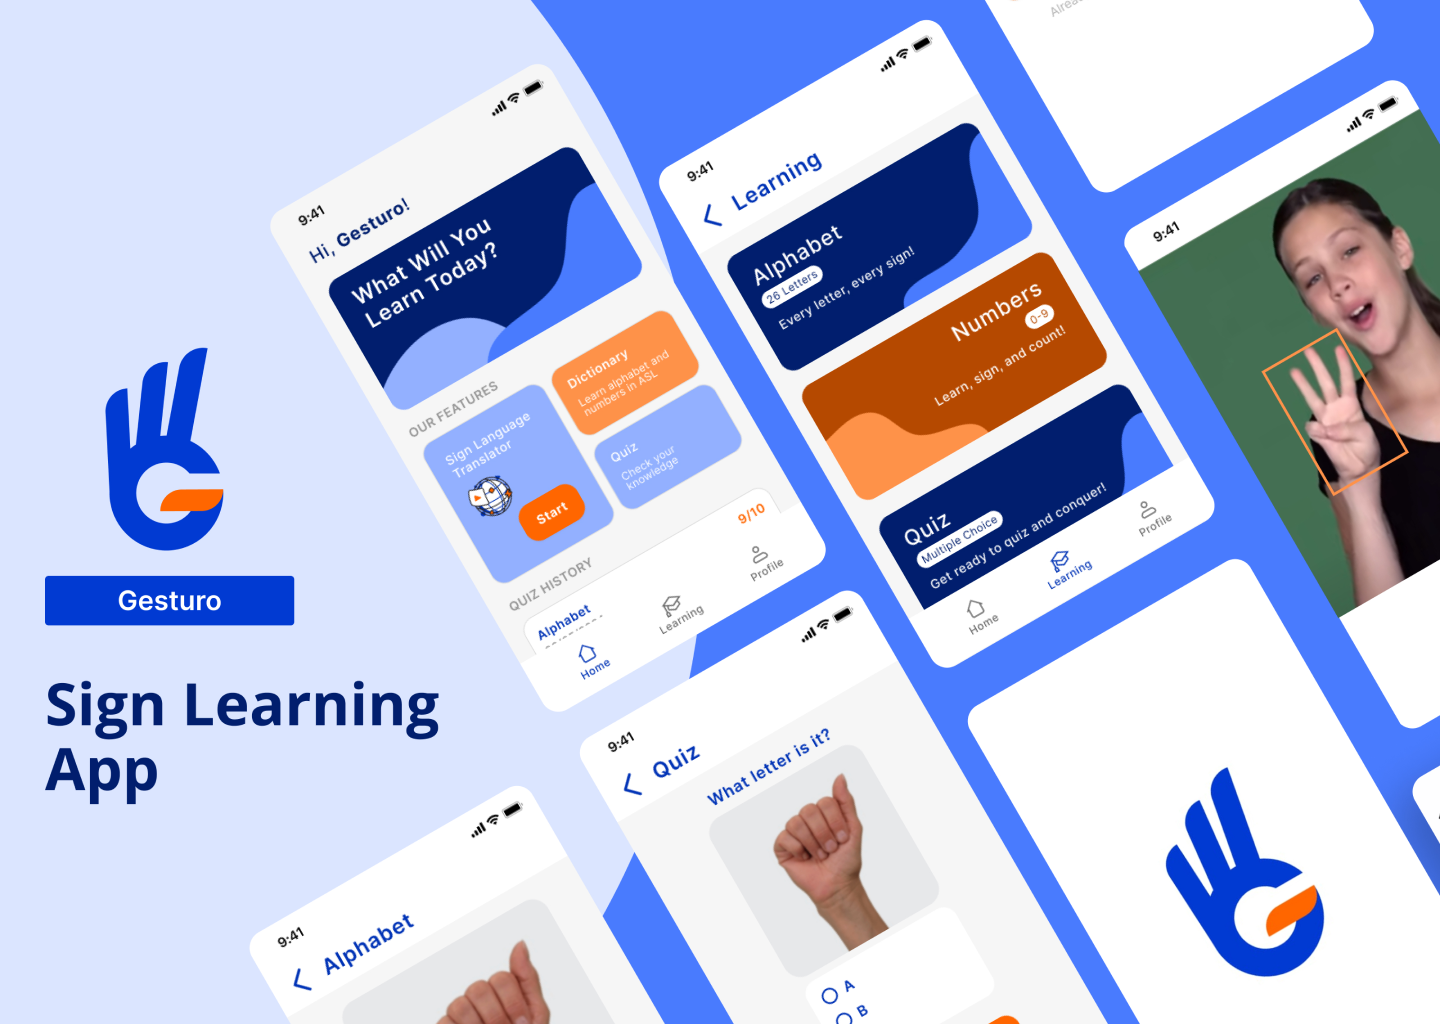 Gesturo
Sign Learning
App
9:41
Hi, Gesturo!
What Will You
Learn Today?
OUR FEATURES
Sign Language
Translator
Start
Dictionary
Learn alphabet and
numbers in ASL
Quiz
Check your
knowledge
QUIZ HISTORY
9/10
Alphabet
Home
Learning
Profile
9:41
Learning
Alphabet
26 Letters
Every letter, every sign!
Numbers
0-9
Learn, sign, and count!
Quiz
Multiple Choice
Get ready to quiz and conquer!
Home
Learning
Profile
9:41
9:41
Quiz
What letter is it?
A
B
9:41
Alphabet